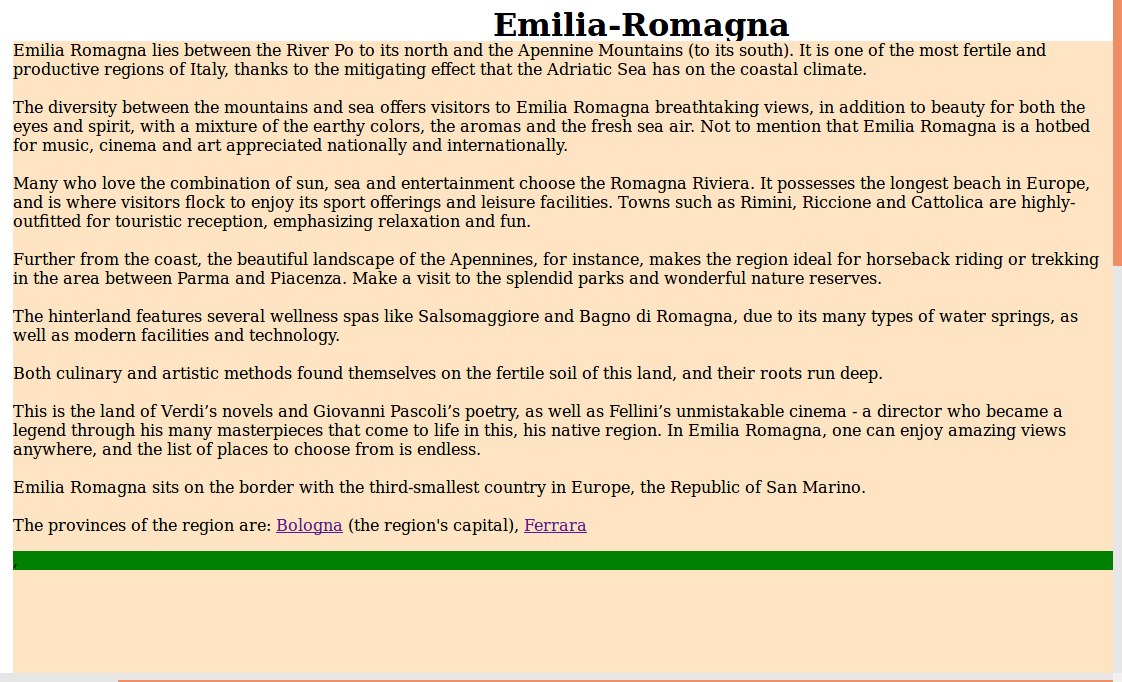 Emilia-Romagna
Emilia Romagna lies between the River Po to its north and the Apennine Mountains (to its south). It is one of the most fertile and
productive regions of Italy, thanks to the mitigating effect that the Adriatic Sea has on the coastal climate.
The diversity between the mountains and sea offers visitors to Emilia Romagna breathtaking views, in addition to beauty for both the
eyes and spirit, with a mixture of the earthy colors, the aromas and the fresh sea air. Not to mention that Emilia Romagna is a hotbed
for music, cinema and art appreciated nationally and internationally.
Many who love the combination of sun, sea and entertainment choose the Romagna Riviera. It possesses the longest beach in Europe,
and is where visitors flock to enjoy its sport offerings and leisure facilities. Towns such as Rimini, Riccione and Cattolica are highly-
outfitted for touristic reception, emphasizing relaxation and fun.
Further from the coast, the beautiful landscape of the Apennines, for instance, makes the region ideal for horseback riding or trekking
in the area between Parma and Piacenza. Make a visit to the splendid parks and wonderful nature reserves.
The hinterland features several wellness spas like Salsomaggiore and Bagno di Romagna, due to its many types of water springs, as
well as modern facilities and technology.
Both culinary and artistic methods found themselves on the fertile soil of this land, and their roots run deep.
This is the land of Verdi’s novels and Giovanni Pascoli’s poetry, as well as Fellini’s unmistakable cinema - a director who became a
legend through his many masterpieces that come to life in this, his native region. In Emilia Romagna, one can enjoy amazing views
anywhere, and the list of places to choose from is endless.
Emilia Romagna sits on the border with the third-smallest country in Europe, the Republic of San Marino.
The provinces of the region are: Bologna (the region's capital), Ferrara
,